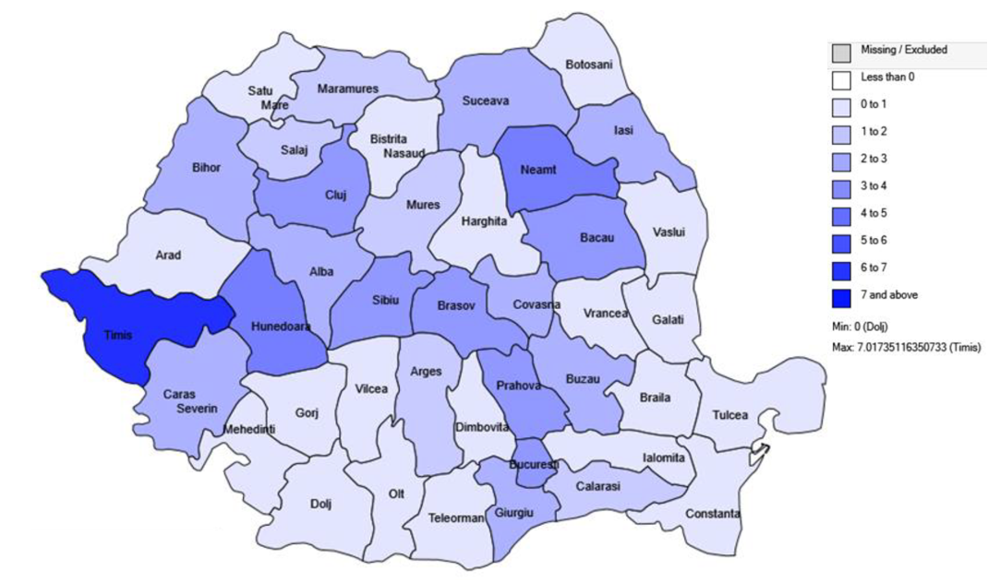 Botosani
Satu
Mare
Maramures
Suceava
Iasi
Bistrita
Nasaud
Salaj
Bihor
Neamt
Cluj
Mures
Harghita
Vaslui
Bacau
Arad
Alba
Sibiu
Brasov
Covasna
Vrancea
Galati
Hunedoara
Timis
Arges
Buzau
Prahova
Vilcea
Caras
Severin
Braila
Gorj
Tulcea
Mehedinti
Dimbovita
Ialomita
Bucuresti
Calarasi
Olt
Dolj
Giurgiu
Teleorman
Constanta
Missing / Excluded
Less than 0
0 to 1
1 to 2
2 to 3
3 to 4
4 to 5
5 to 6
6 to 7
7 and above
Min: 0 (Dolj)
Max: 7.01735116350733 (Timis)